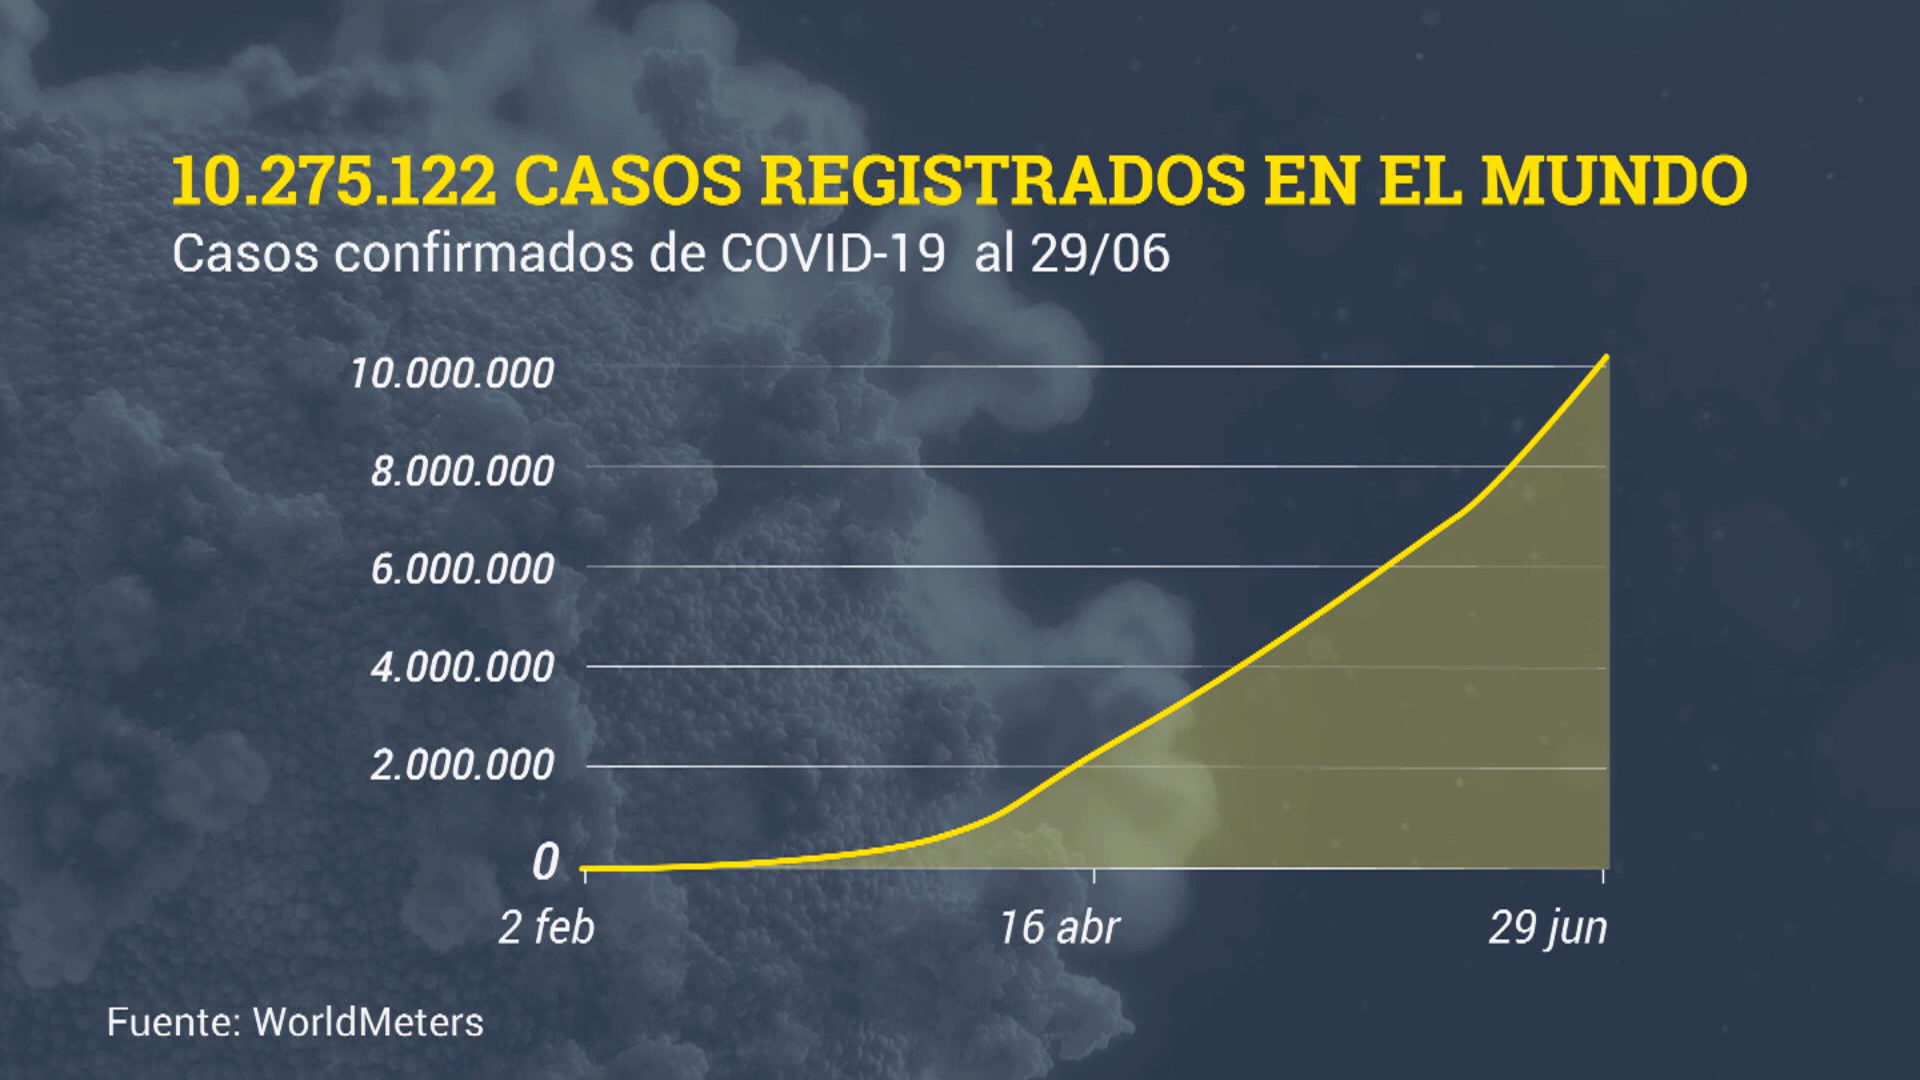 10.275.122 CASOS REGISTRADOS EN EL MUNDO
Casos confirmados de COVID-19 al 29/06
10.000.000
8.000.000
6.000.000
4.000.000
2.000.000
0
2 feb 16 abr 29 jun
Fuente: WorldMeters